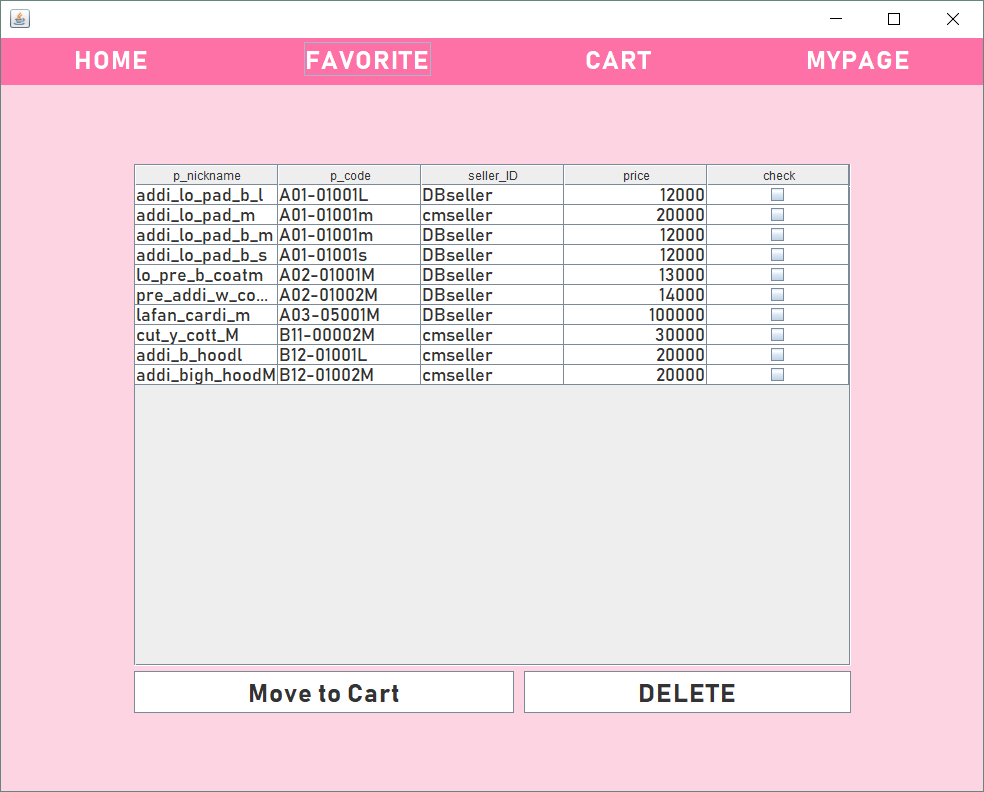 HOME FAVORITE CART MYPAGE
p_nickname p_code seller_ID price check
addi_lo_pad_b_l A01-01001L DBseller 12000
addi_lo_pad_m A01-01001m cmseller 20000
addi_lo_pad_b_m A01-01001m DBseller 12000
addi_lo_pad_b_s A01-01001s DBseller 12000
lo_pre_b_coatm A02-01001M DBseller 13000
pre_addi_w_co... A02-01002M DBseller 14000
lafan_cardi_m A03-05001M DBseller 100000
cut_y_cott_M B11-00002M cmseller 30000
addi_b_hoodl B12-01001L cmseller 20000
addi_bigh_hoodM B12-01002M cmseller 20000
Move to Cart DELETE